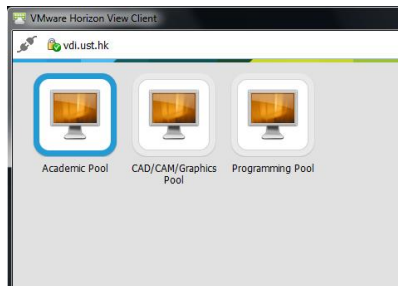 VMware Horizon View Client
vdi.ust.hk
Academic Pool
CAD/CAM/Graphics
Pool
Programming Pool